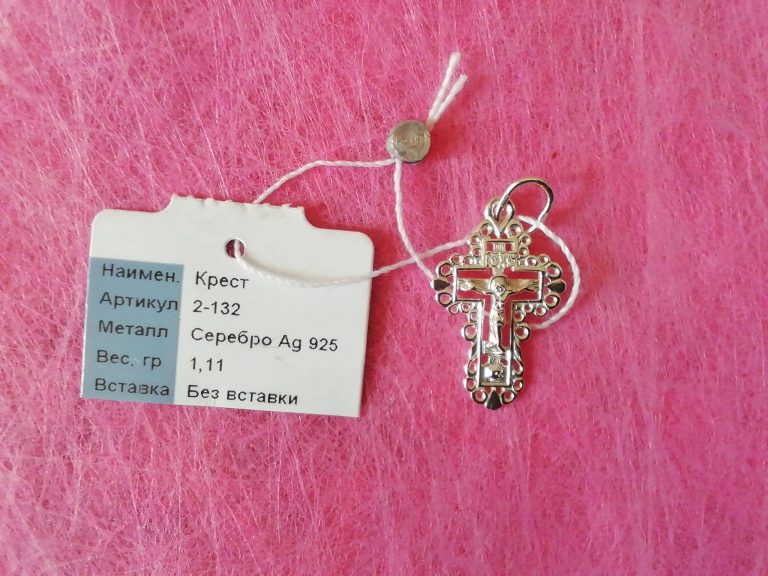 Наимен. Крест
Артикул 2-132
Металл Серебро Ag 925
Вес, гр 1,11
Вставка Без вставки